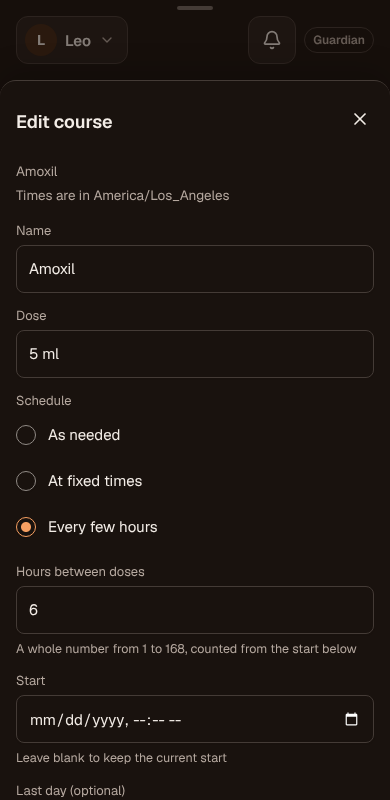 L Leo Guardian
Edit course
Amoxil
Times are in America/Los_Angeles
Name
Amoxil
Dose
5 ml
Schedule
As needed
At fixed times
Every few hours
Hours between doses
6
A whole number from 1 to 168, counted from the start below
Start
mm/dd/yyyy, --:-- --
Leave blank to keep the current start
Last day (optional)